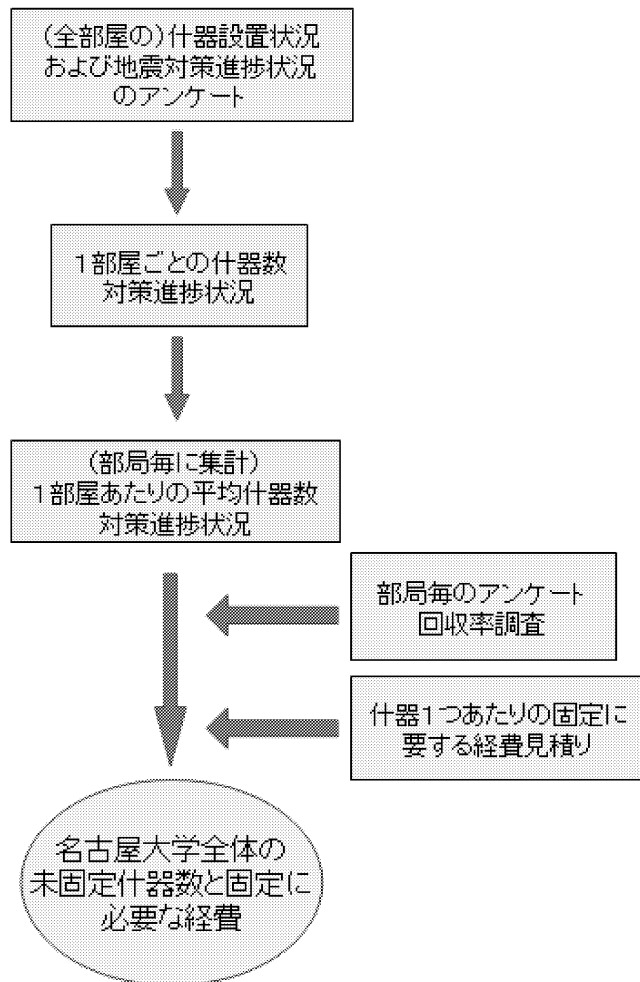 (全部屋の)什器設置状況
および地震対策進捗状況
のアンケート
1部屋ごとの什器数
対策進捗状況
(部局毎に集計)
1部屋あたりの平均什器数
対策進捗状況
部局毎のアンケート
回収率調査
什器1つあたりの固定に
要する経費見積り
名古屋大学全体の
未固定什器数と固定に
必要な経費